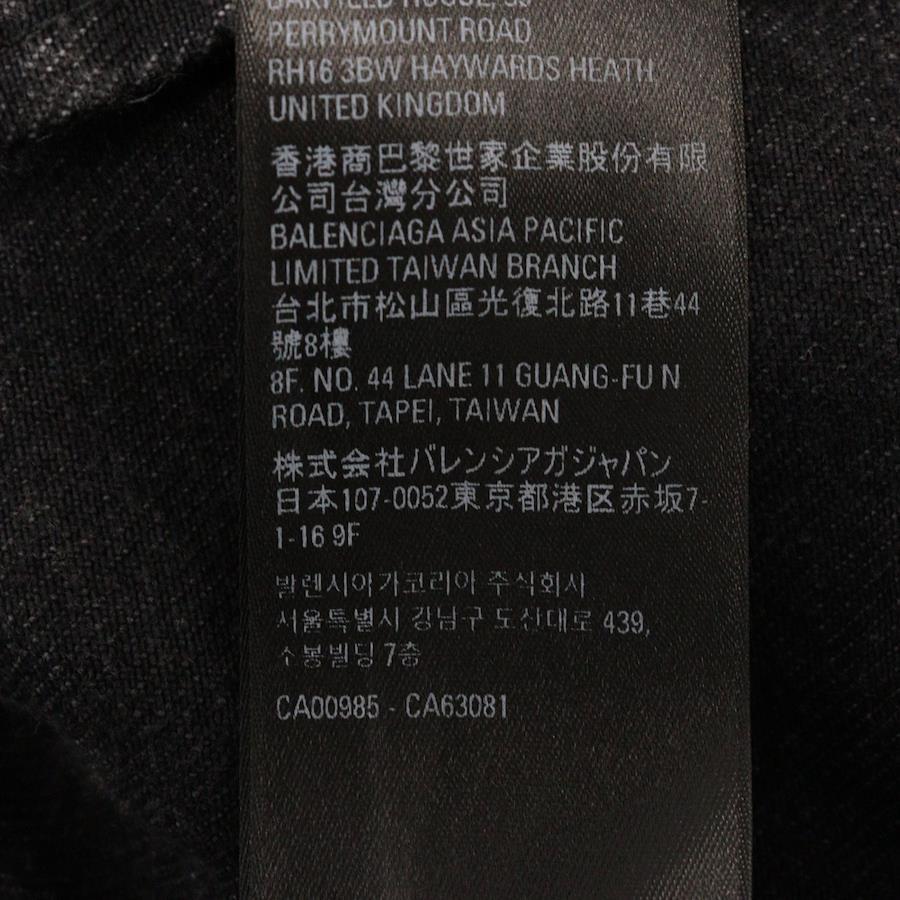 OAKFIELD HOUSE, 35
PERRYMOUNT ROAD
RH16 3BW HAYWARDS HEATH
UNITED KINGDOM
香港商巴黎世家企業股份有限
公司台灣分公司
BALENCIAGA ASIA PACIFIC
LIMITED TAIWAN BRANCH
台北市松山區光復北路11巷44
號8樓
8F. NO. 44 LANE 11 GUANG-FU N
ROAD, TAPEI, TAIWAN
株式会社バレンシアガジャパン
日本107-0052東京都港区赤坂7-
1-16 9F
발렌시아가코리아 주식회사
서울특별시 강남구 도산대로 439,
소봉빌딩 7층
CA00985 - CA63081